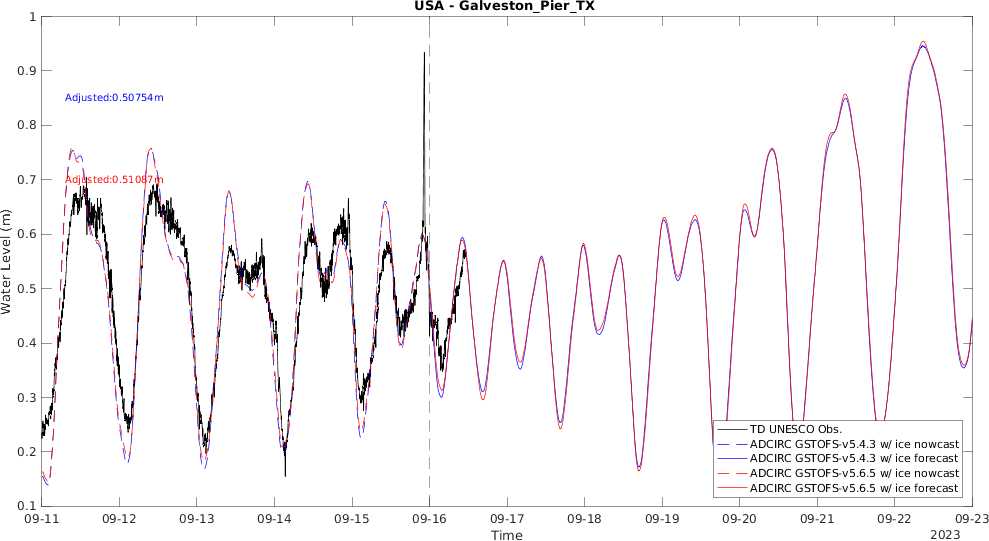 USA - Galveston_Pier_TX
1
0.9
0.8
0.7
0.6
0.5
0.4
0.3
0.2
0.1
Water Level (m)
Adjusted:0.50754m
Adjusted:0.51087m
TD UNESCO Obs.
ADCIRC GSTOFS-v5.4.3 w/ ice nowcast
ADCIRC GSTOFS-v5.4.3 w/ ice forecast
ADCIRC GSTOFS-v5.6.5 w/ ice nowcast
ADCIRC GSTOFS-v5.6.5 w/ ice forecast
09-11 09-12 09-13 09-14 09-15 09-16 09-17 09-18 09-19 09-20 09-21 09-22 09-23
Time
2023